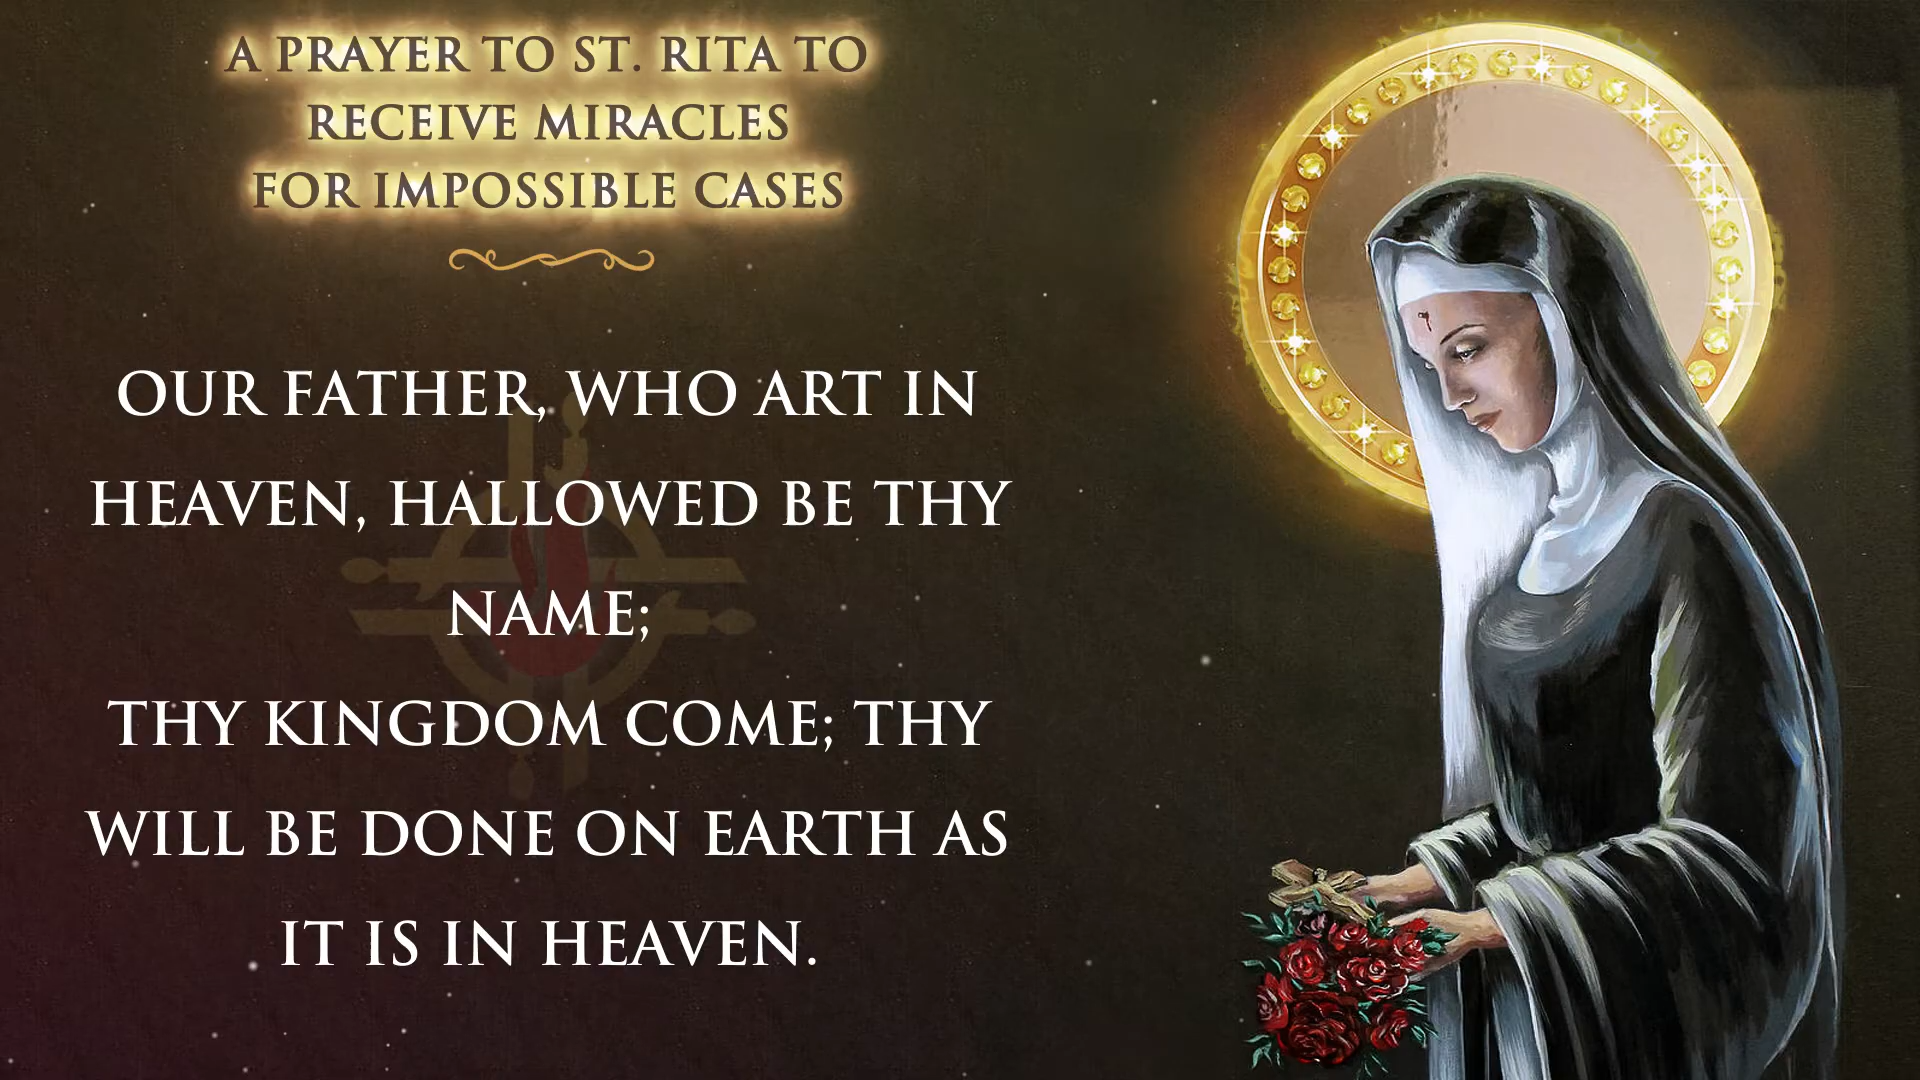 A PRAYER TO ST. RITA TO
RECEIVE MIRACLES
FOR IMPOSSIBLE CASES
OUR FATHER, WHO ART IN
HEAVEN, HALLOWED BE THY
NAME;
THY KINGDOM COME; THY
WILL BE DONE ON EARTH AS
IT IS IN HEAVEN.